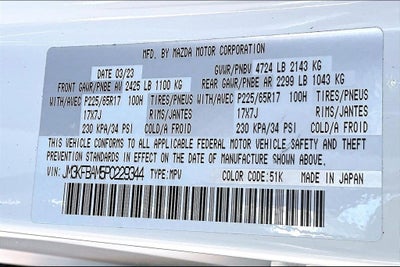 MFD. BY MAZDA MOTOR CORPORATION
DATE 03/23 GVWR/PNBV 4724 LB 2143 KG
FRONT GAWR/PNBE AV 2425 LB 1100 KG REAR GAWR/PNBE AR 2299 LB 1043 KG
WITH/AVEC P225/65R17 100H TIRES/PNEUS WITH/AVEC P225/65R17 100H TIRES/PNEUS
17X7J RIMS/JANTES 17X7J RIMS/JANTES
230 KPA/34 PSI COLD/A FROID 230 KPA/34 PSI COLD/A FROID
THIS VEHICLE CONFORMS TO ALL APPLICABLE FEDERAL MOTOR VEHICLE SAFETY AND THEFT
PREVENTION STANDARDS IN EFFECT ON THE DATE OF MANUFACTURE SHOWN ABOVE.
VIN: JM3KFBAM5P0229344 TYPE:MPV COLOR CODE:51K MADE IN JAPAN